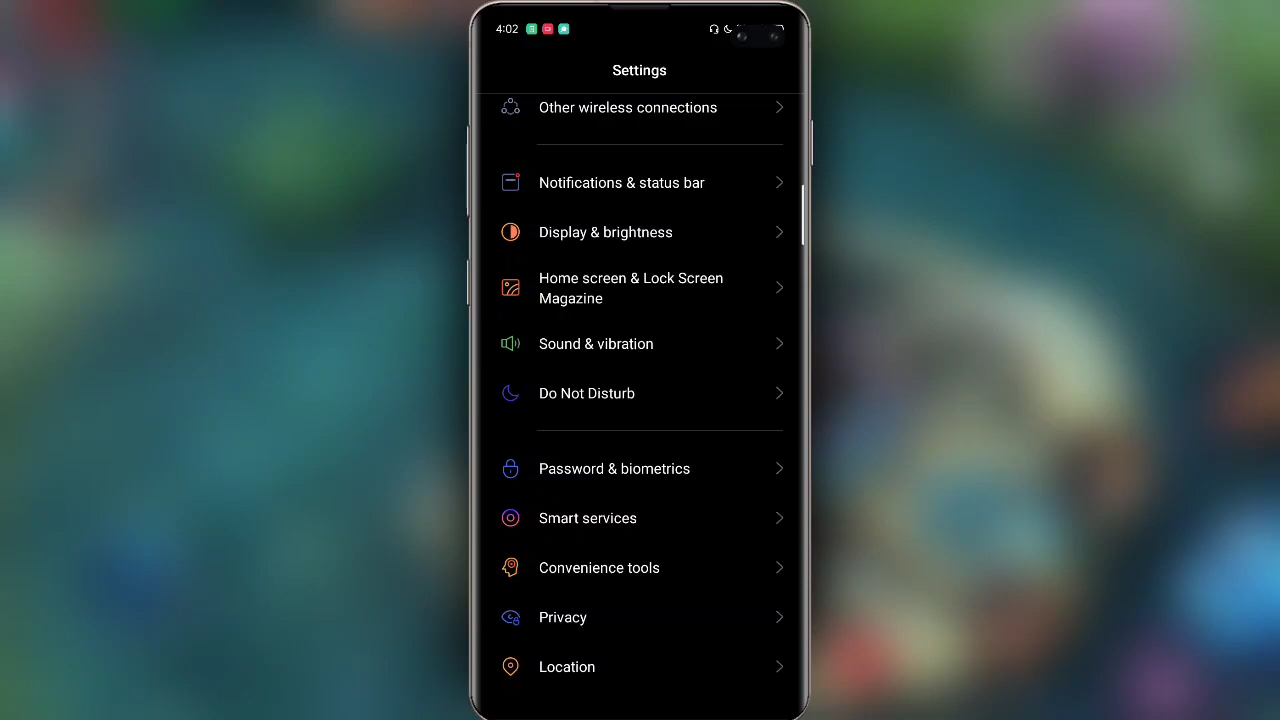 4:02
Settings
Other wireless connections
Notifications & status bar
Display & brightness
Home screen & Lock Screen
Magazine
Sound & vibration
Do Not Disturb
Password & biometrics
Smart services
Convenience tools
Privacy
Location